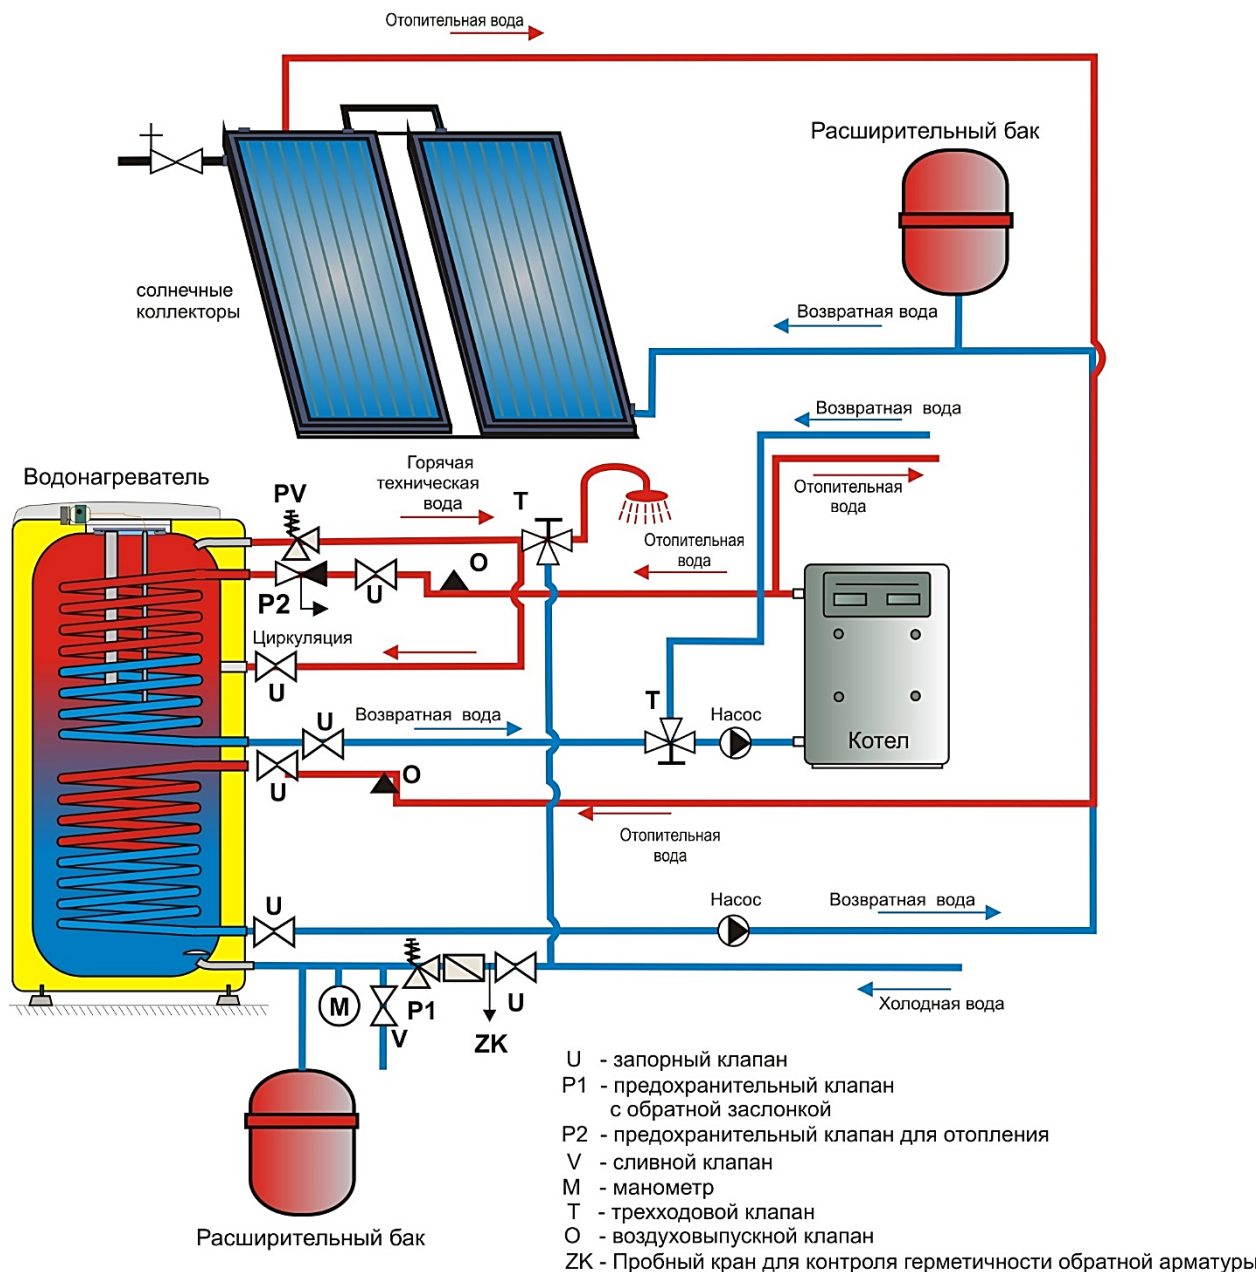 Отопительная вода
Расширительный бак
солнечные
коллекторы
Возвратная вода
Возвратная вода
Отопительная
вода
Водонагреватель
Горячая
техническая
вода
PV
T
O
Отопительная
вода
P2
U
Циркуляция
U
Возвратная вода
U
T
Насос
Котел
U
O
Отопительная
вода
U
Насос
Возвратная вода
M
V
P1
ZK
U
Холодная вода
Расширительный бак
U - запорный клапан
P1 - предохранительный клапан
с обратной заслонкой
P2 - предохранительный клапан для отопления
V - сливной клапан
M - манометр
T - трехходовой клапан
O - воздуховыпускной клапан
ZK - Пробный кран для контроля герметичности обратной арматуры